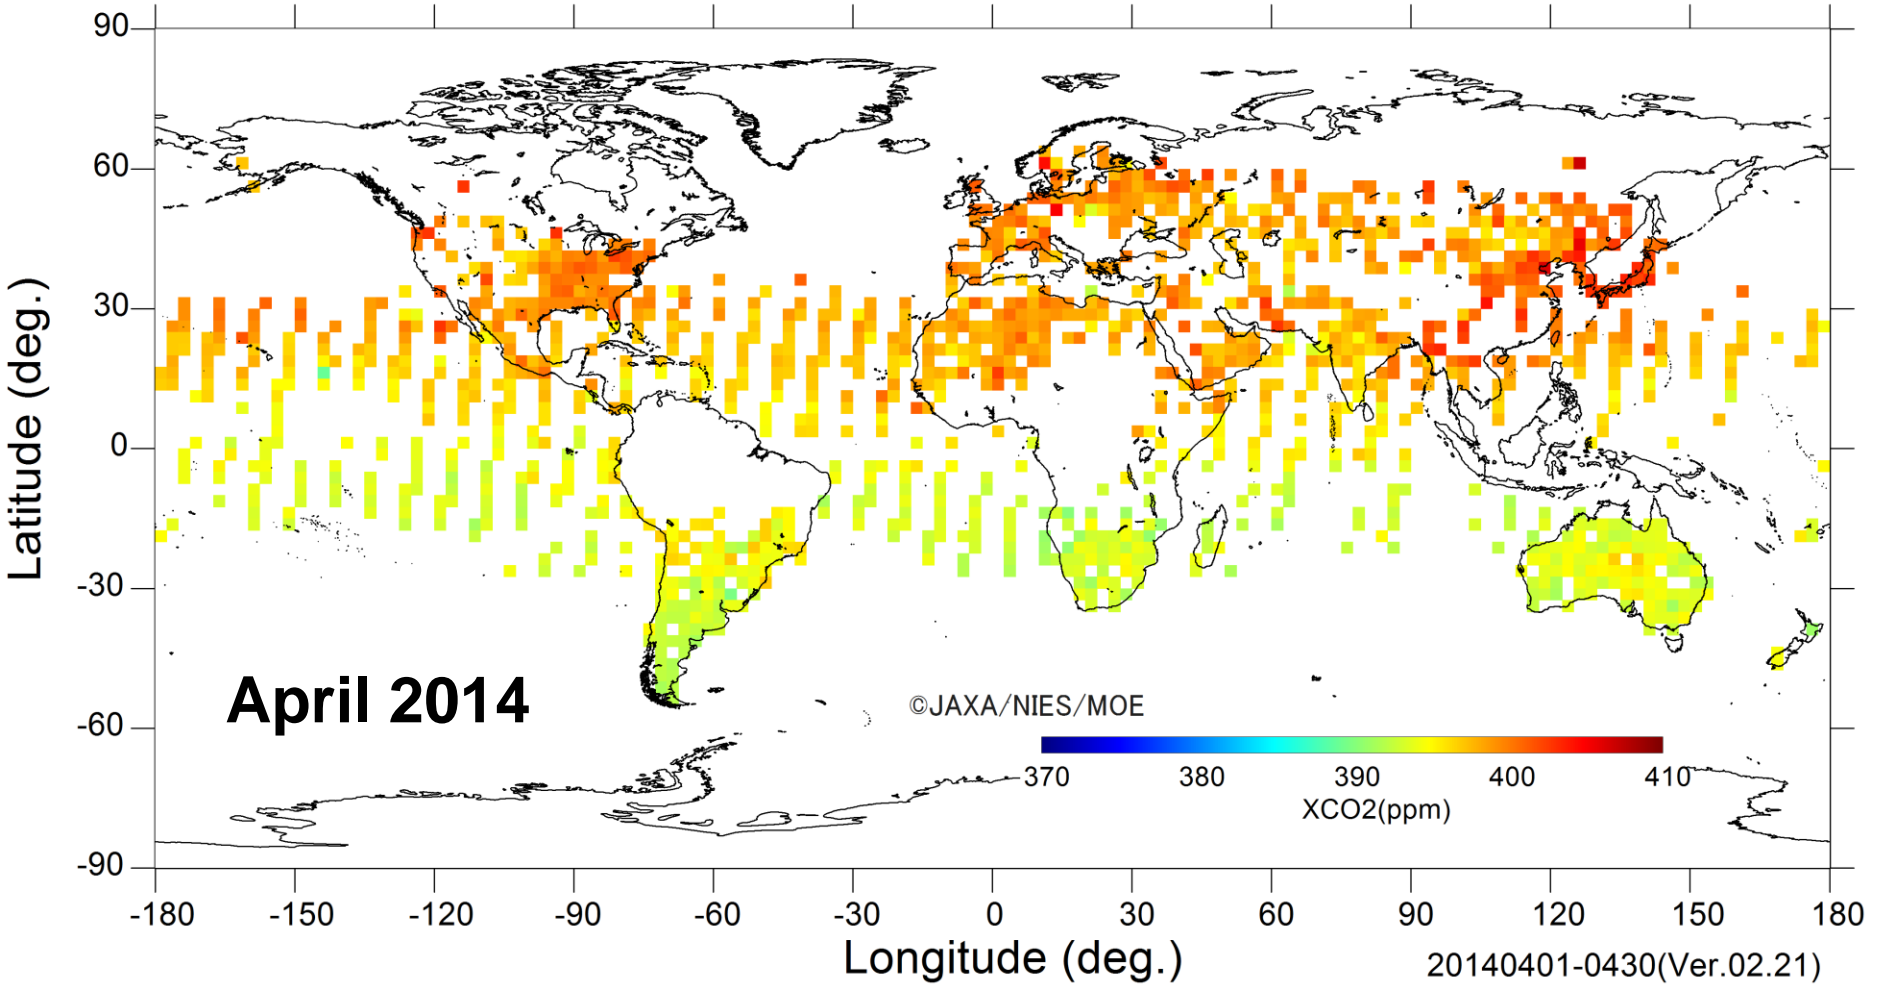 90
60
30
0
-30
-60
-90
Latitude (deg.)
April 2014
©JAXA/NIES/MOE
370 380 390 400 410
XCO2(ppm)
-180 -150 -120 -90 -60 -30 0 30 60 90 120 150 180
Longitude (deg.)
20140401-0430(Ver.02.21)